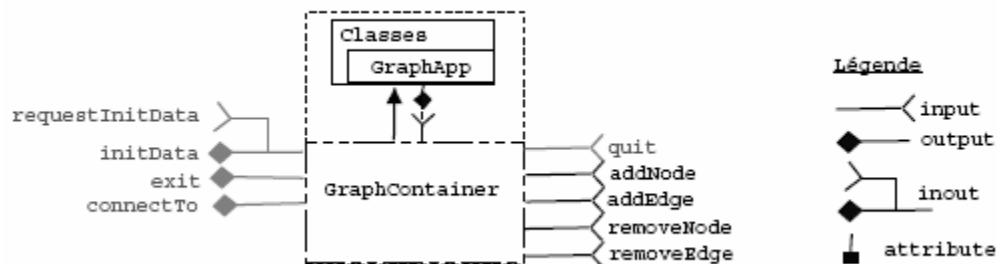 Classes
GraphApp
requestInitData
initData
exit
connectTo
GraphContainer
quit
addNode
addEdge
removeNode
removeEdge
Légende
input
output
inout
attribute